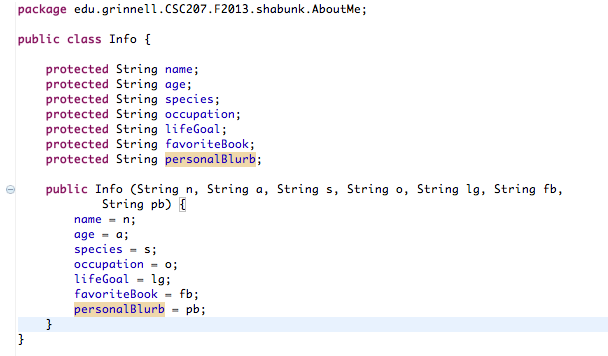 package edu.grinnell.CSC207.F2013.shabunk.AboutMe;
public class Info {
protected String name;
protected String age;
protected String species;
protected String occupation;
protected String lifeGoal;
protected String favoriteBook;
protected String personalBlurb;
public Info (String n, String a, String s, String o, String lg, String fb,
String pb) {
name = n;
age = a;
species = s;
occupation = o;
lifeGoal = lg;
favoriteBook = fb;
personalBlurb = pb;
}
}